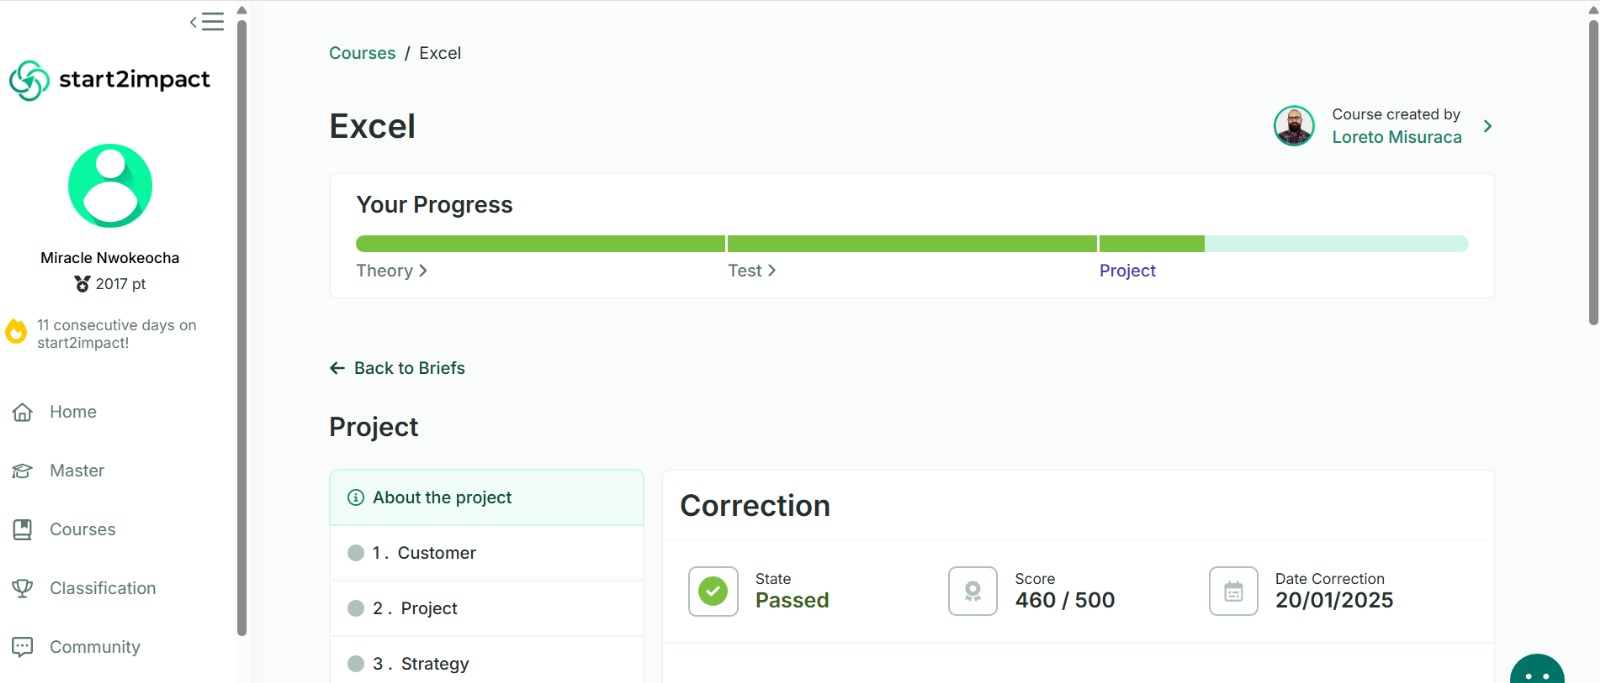 start2impact
Miracle Nwokeocha
2017 pt
11 consecutive days on
start2impact!
Home
Master
Courses
Classification
Community
Courses / Excel
Excel
Course created by
Loreto Misuraca
Your Progress
Theory
Test
Project
Back to Briefs
Project
About the project
1 . Customer
2 . Project
3 . Strategy
Correction
State
Passed
Score
460 / 500
Date Correction
20/01/2025